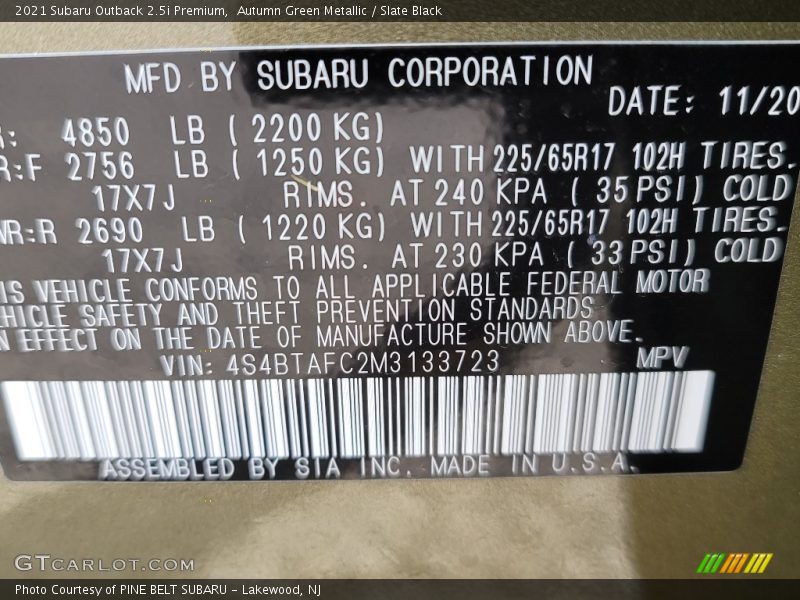 2021 Subaru Outback 2.5i Premium,  Autumn Green Metallic / Slate Black
MFD BY SUBARU CORPORATION
DATE: 11/20
R: 4850 LB ( 2200 KG)
R:F 2756 LB ( 1250 KG) WITH 225/65R17 102H TIRES.
17X7J RIMS. AT 240 KPA ( 35 PSI) COLD
WR:R 2690 LB ( 1220 KG) WITH 225/65R17 102H TIRES.
17X7J RIMS. AT 230 KPA ( 33 PSI) COLD
IS VEHICLE CONFORMS TO ALL APPLICABLE FEDERAL MOTOR
EHICLE SAFETY AND THEFT PREVENTION STANDARDS
N EFFECT ON THE DATE OF MANUFACTURE SHOWN ABOVE.
VIN: 4S4BTAFC2M3133723 MPV
ASSEMBLED BY SIA INC. MADE IN U.S.A.
GTCARLOT.COM
Photo Courtesy of PINE BELT SUBARU - Lakewood, NJ